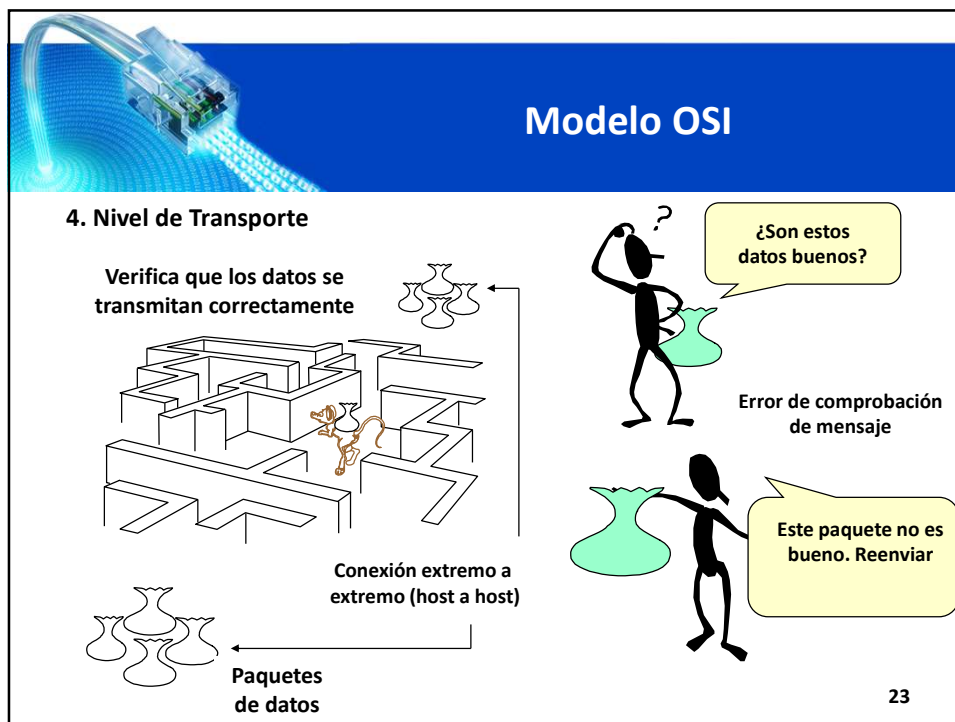 Modelo OSI
4. Nivel de Transporte
Verifica que los datos se
transmitan correctamente
?
¿Son estos
datos buenos?
Error de comprobación
de mensaje
Este paquete no es
bueno. Reenviar
Conexión extremo a
extremo (host a host)
Paquetes
de datos
23